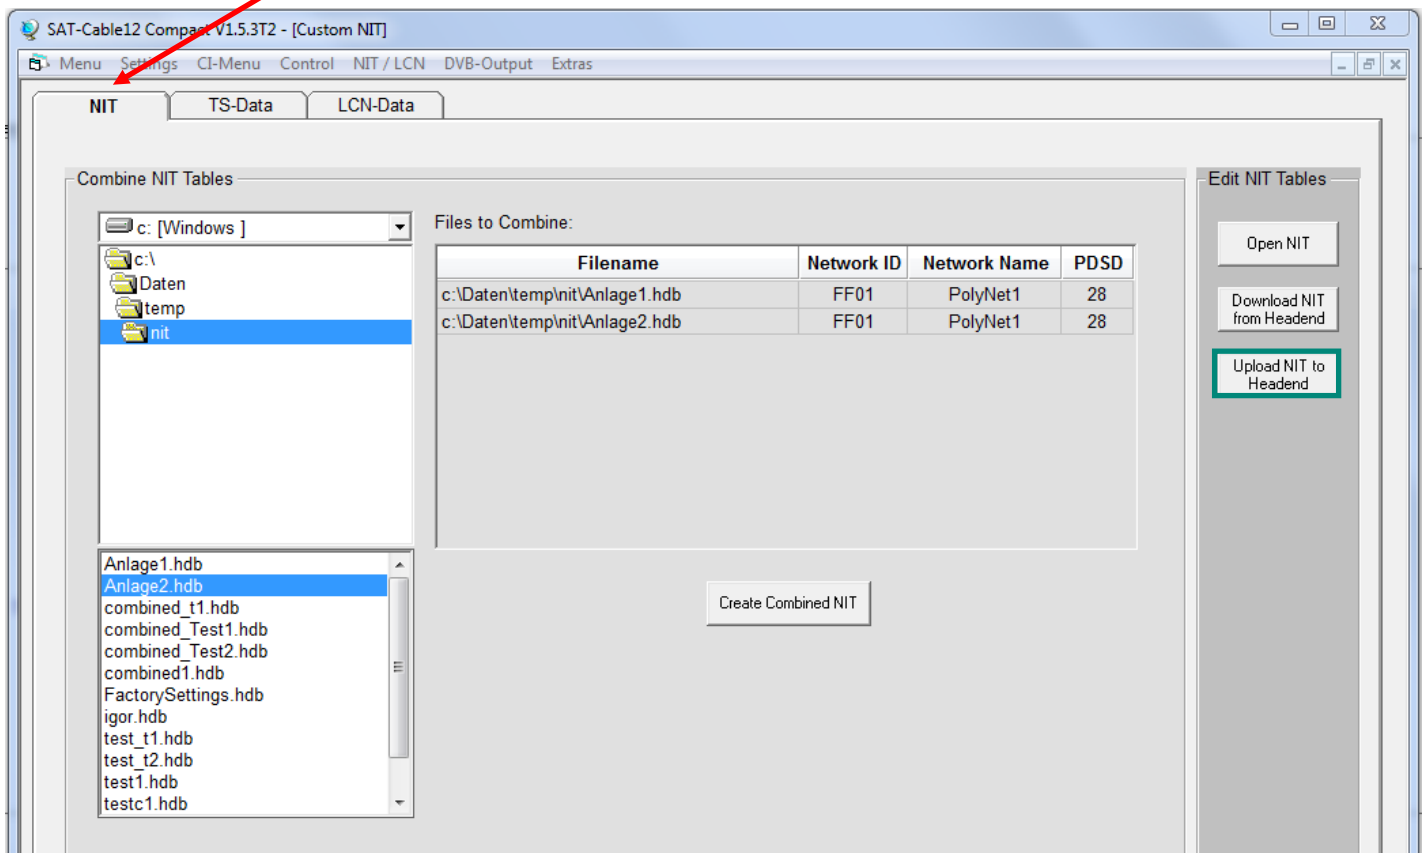 SAT-Cable12 Compact V1.5.3T2 - [Custom NIT]
Menu Settings CI-Menu Control NIT / LCN DVB-Output Extras
NIT TS-Data LCN-Data
Combine NIT Tables
Edit NIT Tables
c: [Windows ]
Files to Combine:
Open NIT
c:\
Daten
temp
nit
Filename Network ID Network Name PDSD
c:\Daten\temp\nit\Anlage1.hdb FF01 PolyNet1 28
c:\Daten\temp\nit\Anlage2.hdb FF01 PolyNet1 28
Download NIT
from Headend
Upload NIT to
Headend
Anlage1.hdb
Anlage2.hdb
combined_t1.hdb
combined_Test1.hdb
combined_Test2.hdb
combined1.hdb
FactorySettings.hdb
igor.hdb
test_t1.hdb
test_t2.hdb
test1.hdb
testc1.hdb
Create Combined NIT